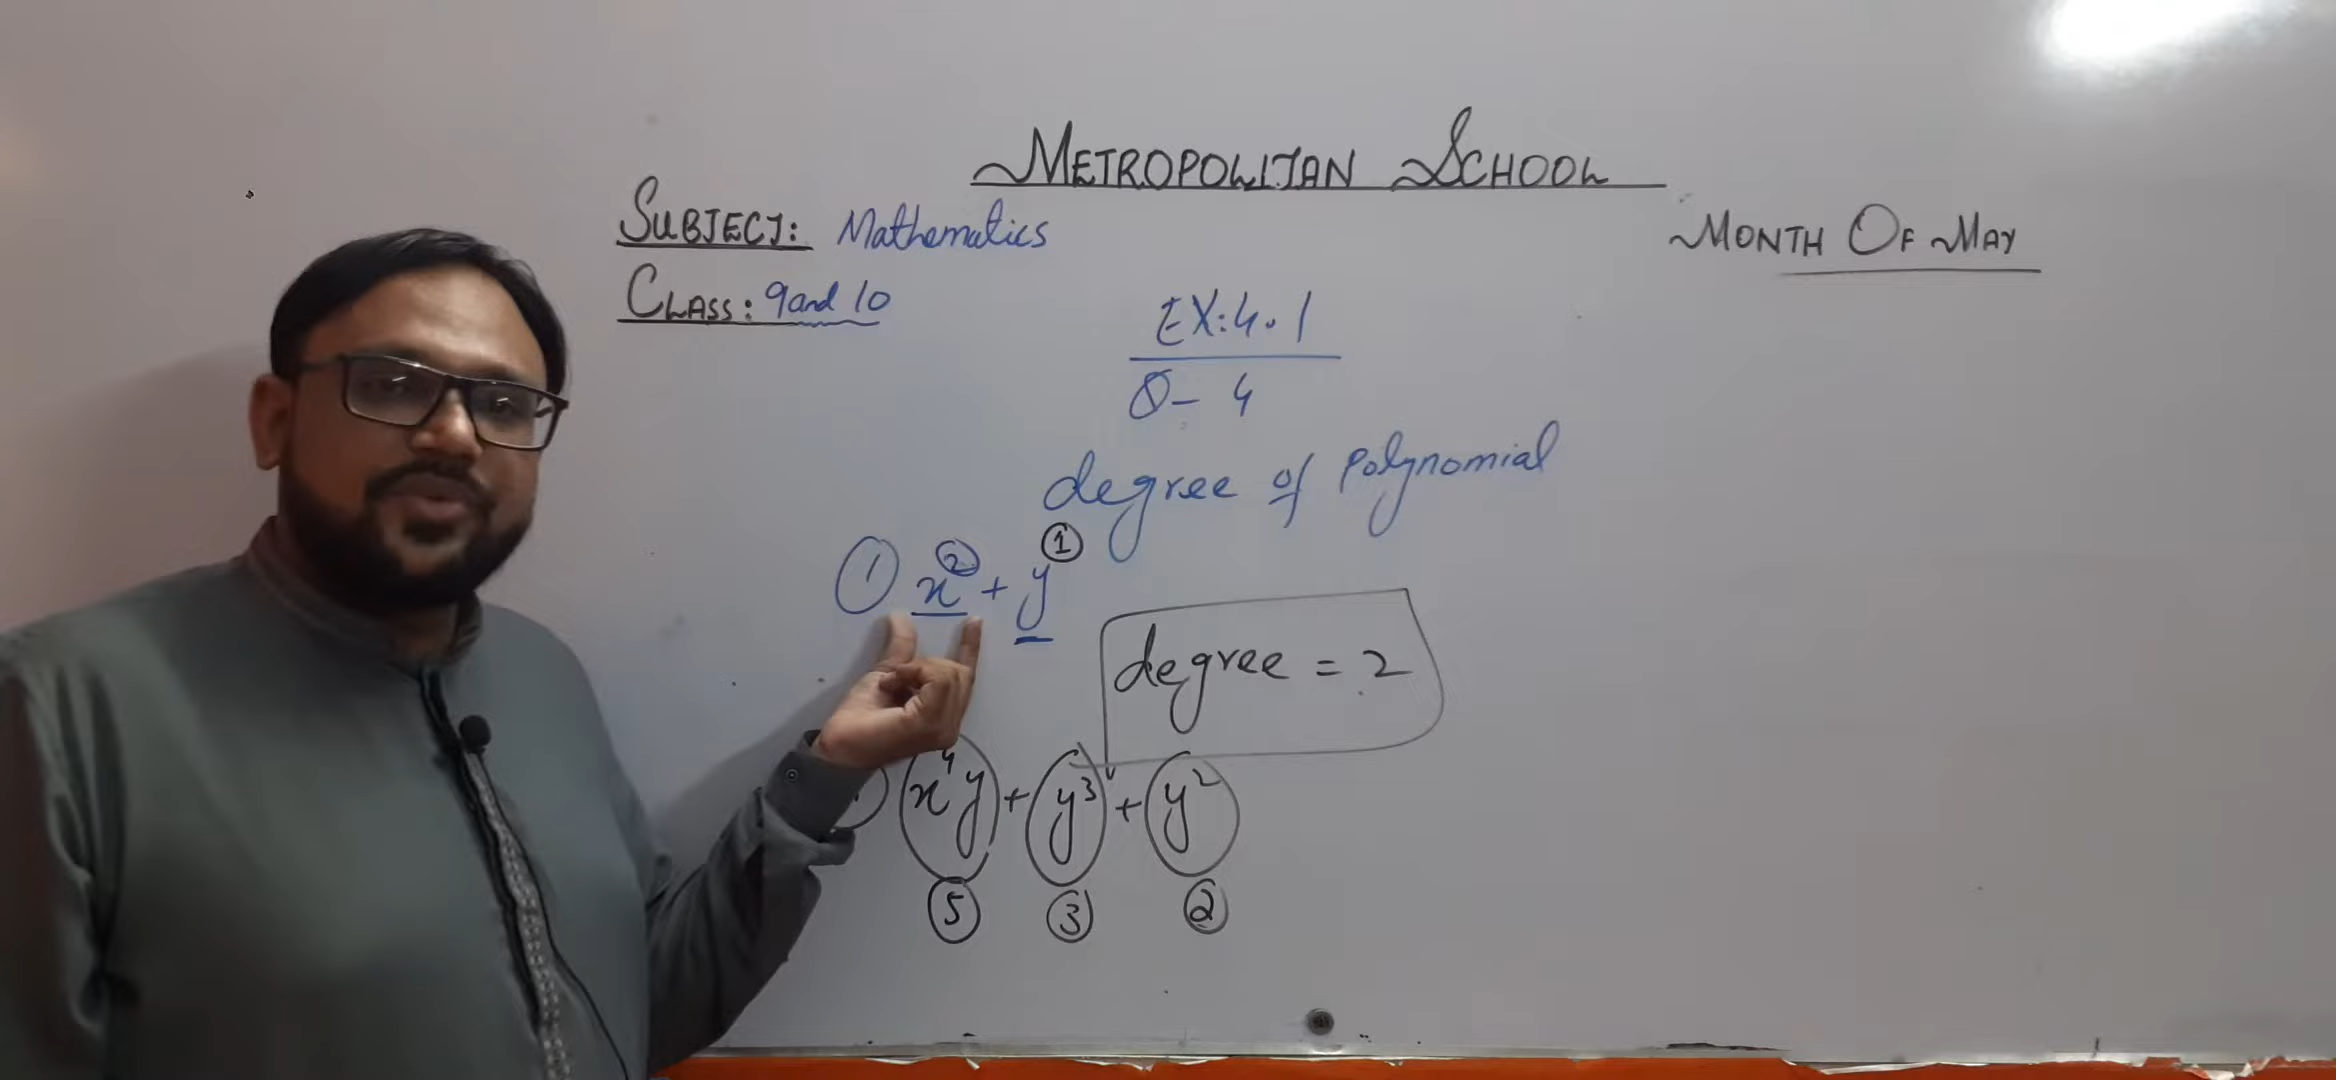 METROPOLITAN SCHOOL
SUBJECT: Mathematics
MONTH OF MAY
CLASS: 9 and 10
EX: 4.1
Q- 4
degree of polynomial
① x² + y¹
degree = 2
x⁴y + y³ + y²
⑤ ③ ②